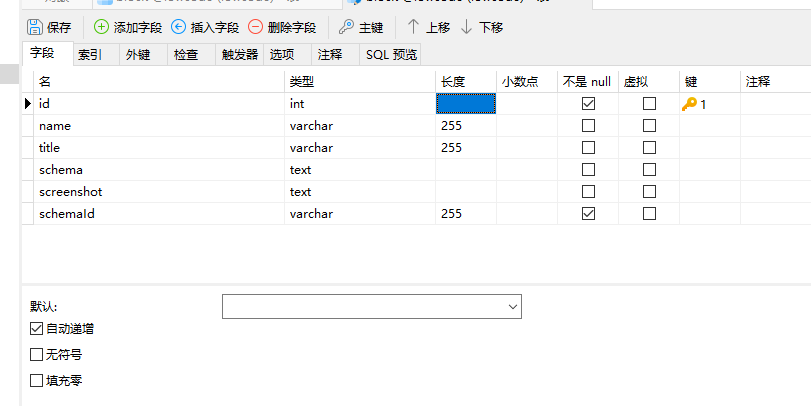 保存 添加字段 插入字段 删除字段 主键 上移 下移
字段 索引 外键 检查 触发器 选项 注释 SQL 预览
名 类型 长度 小数点 不是 null 虚拟 键 注释
id int 1
name varchar 255
title varchar 255
schema text
screenshot text
schemaId varchar 255
默认:
自动递增
无符号
填充零